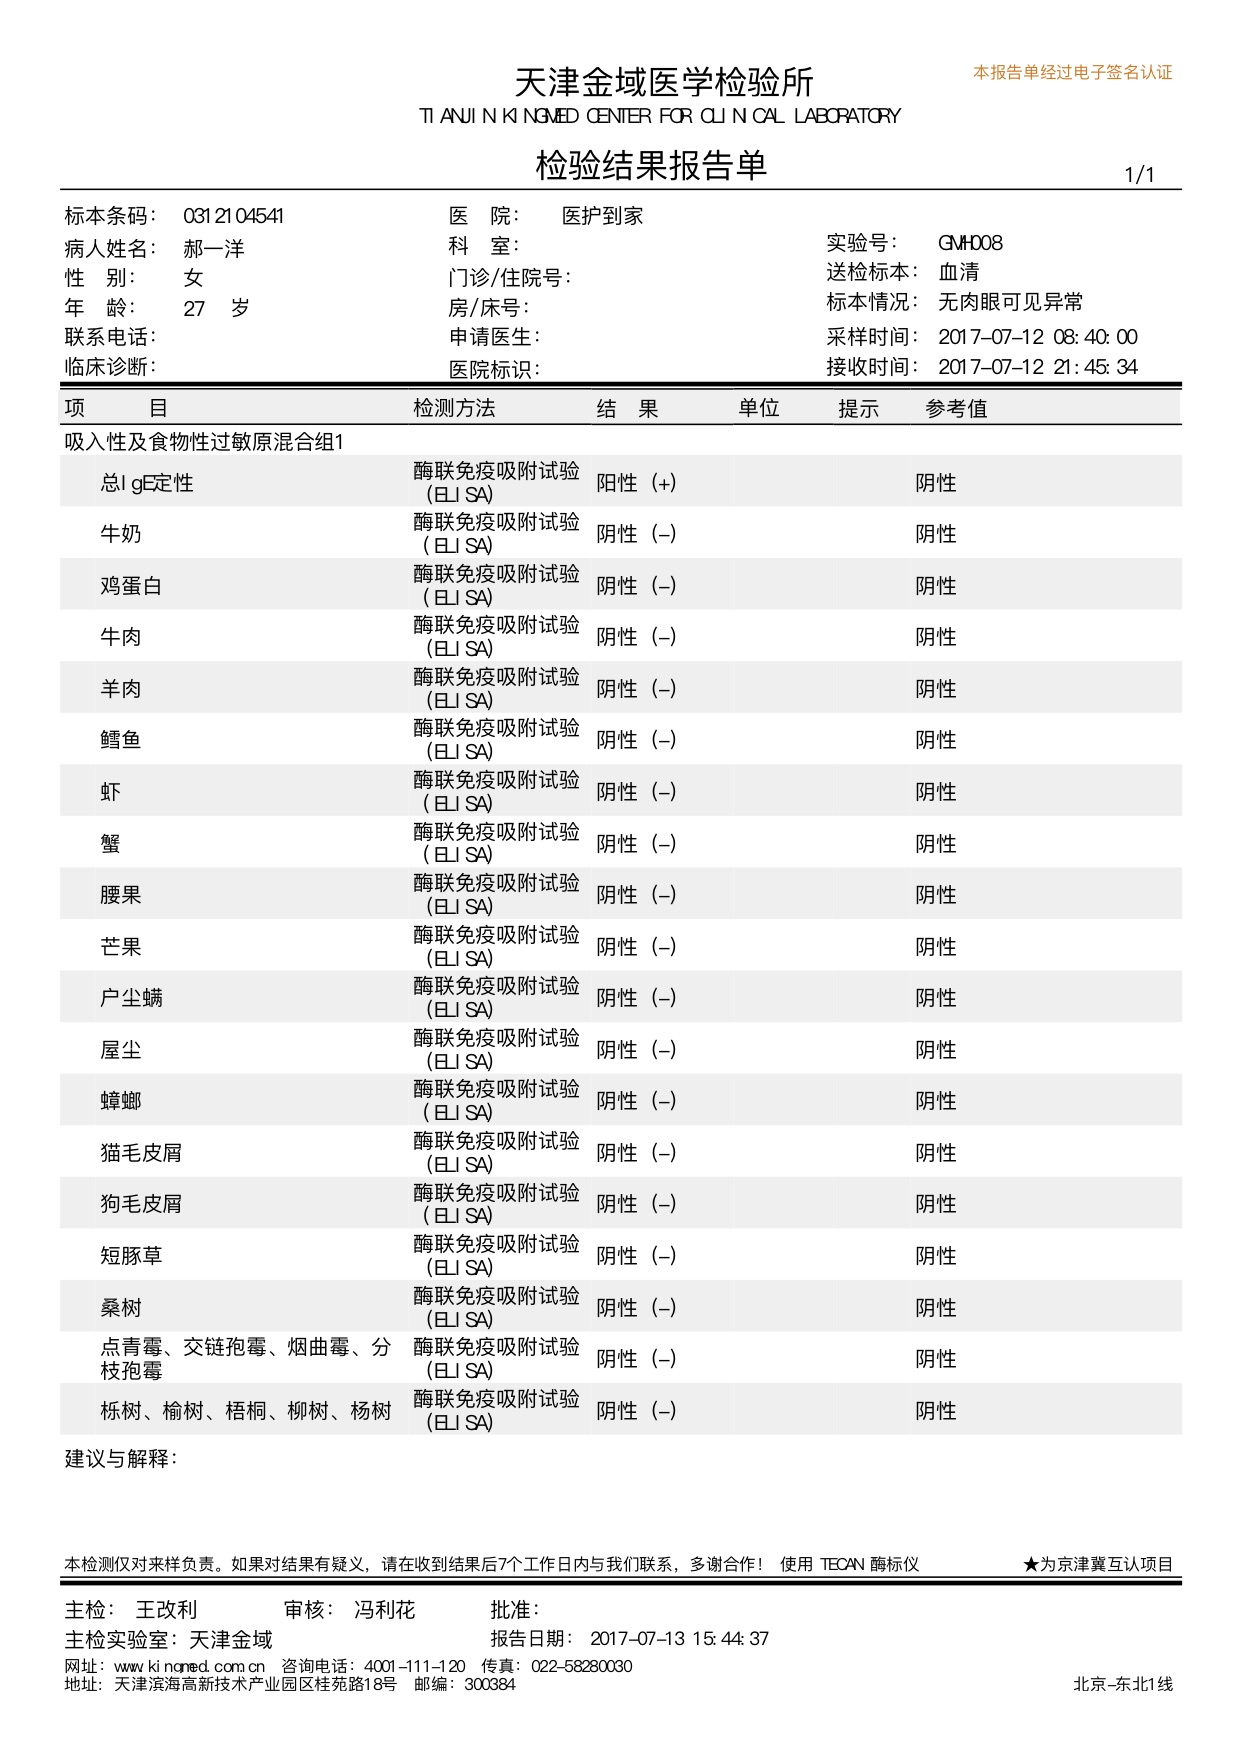 本报告单经过电子签名认证
天津金域医学检验所
TIANJIN KINGMED CENTER FOR CLINICAL LABORATORY
检验结果报告单
1/1
标本条码： 0312104541 医 院： 医护到家
病人姓名： 郝一洋 科 室： 实验号： GMH008
性 别： 女 门诊/住院号： 送检标本： 血清
年 龄： 27 岁 房/床号： 标本情况： 无肉眼可见异常
联系电话： 申请医生： 采样时间： 2017-07-12 08:40:00
临床诊断： 医院标识： 接收时间： 2017-07-12 21:45:34
项 目 检测方法 结 果 单位 提示 参考值
吸入性及食物性过敏原混合组1
总IgE定性 酶联免疫吸附试验 阳性（+） 阴性
（ELISA）
牛奶 酶联免疫吸附试验 阴性（-） 阴性
（ELISA）
鸡蛋白 酶联免疫吸附试验 阴性（-） 阴性
（ELISA）
牛肉 酶联免疫吸附试验 阴性（-） 阴性
（ELISA）
羊肉 酶联免疫吸附试验 阴性（-） 阴性
（ELISA）
鳕鱼 酶联免疫吸附试验 阴性（-） 阴性
（ELISA）
虾 酶联免疫吸附试验 阴性（-） 阴性
（ELISA）
蟹 酶联免疫吸附试验 阴性（-） 阴性
（ELISA）
腰果 酶联免疫吸附试验 阴性（-） 阴性
（ELISA）
芒果 酶联免疫吸附试验 阴性（-） 阴性
（ELISA）
户尘螨 酶联免疫吸附试验 阴性（-） 阴性
（ELISA）
屋尘 酶联免疫吸附试验 阴性（-） 阴性
（ELISA）
蟑螂 酶联免疫吸附试验 阴性（-） 阴性
（ELISA）
猫毛皮屑 酶联免疫吸附试验 阴性（-） 阴性
（ELISA）
狗毛皮屑 酶联免疫吸附试验 阴性（-） 阴性
（ELISA）
短豚草 酶联免疫吸附试验 阴性（-） 阴性
（ELISA）
桑树 酶联免疫吸附试验 阴性（-） 阴性
（ELISA）
点青霉、交链孢霉、烟曲霉、分 酶联免疫吸附试验 阴性（-） 阴性
枝孢霉 （ELISA）
栎树、榆树、梧桐、柳树、杨树 酶联免疫吸附试验 阴性（-） 阴性
（ELISA）
建议与解释：
本检测仅对来样负责。如果对结果有疑义，请在收到结果后7个工作日内与我们联系，多谢合作！ 使用 TECAN 酶标仪 ★为京津冀互认项目
主检： 王改利 审核： 冯利花 批准：
主检实验室：天津金域 报告日期： 2017-07-13 15:44:37
网址：www.kingmed.com.cn 咨询电话：4001-111-120 传真：022-58280030
地址：天津滨海高新技术产业园区桂苑路18号 邮编：300384 北京-东北1线